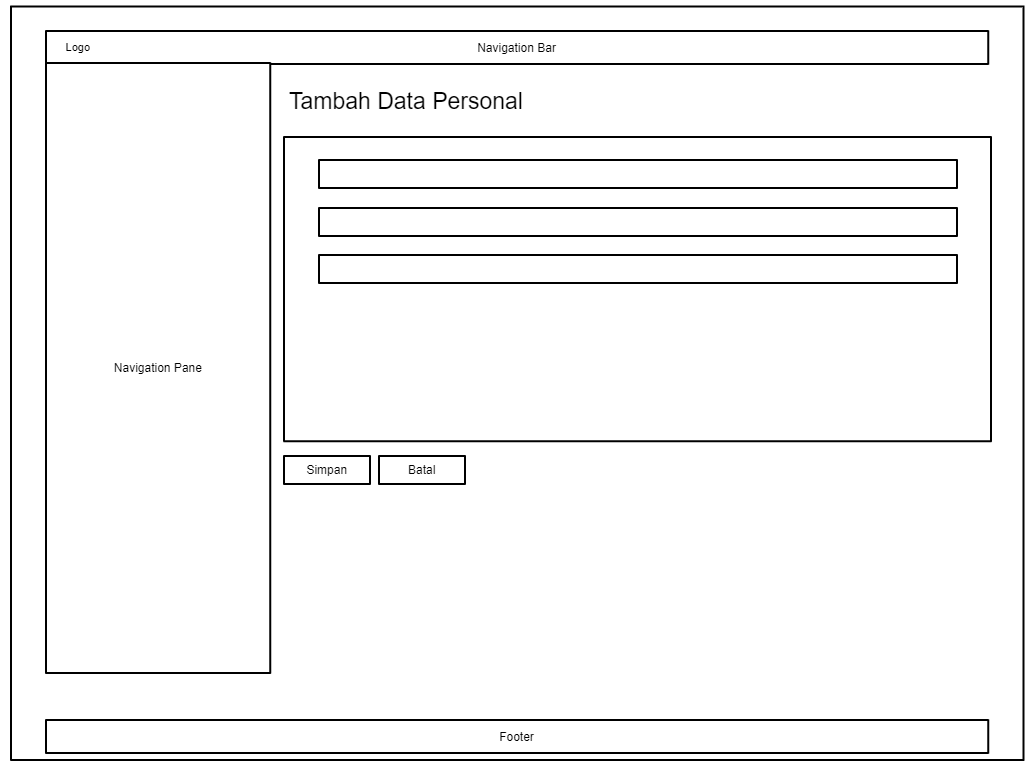 Logo
Navigation Bar
Tambah Data Personal
Navigation Pane
Simpan
Batal
Footer